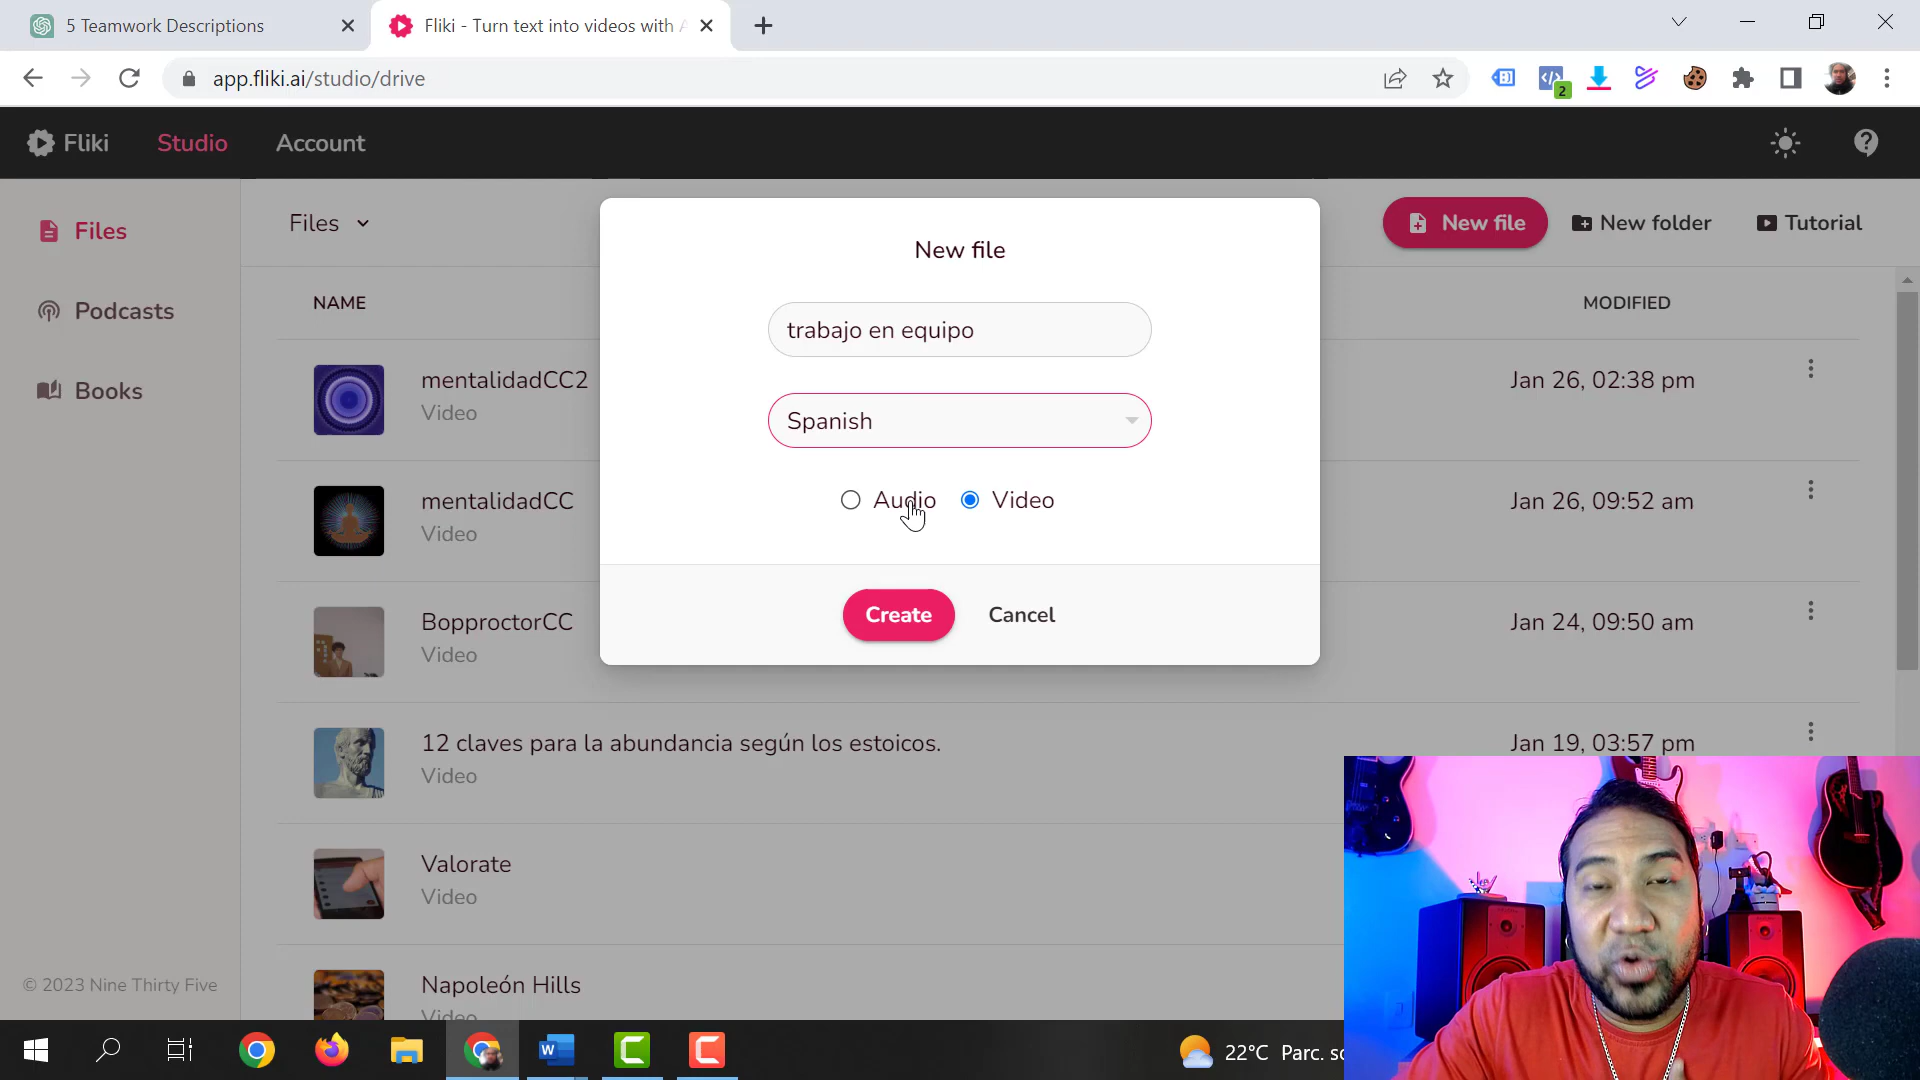 5 Teamwork Descriptions
Fliki - Turn text into videos with A
app.fliki.ai/studio/drive
2
Fliki
Studio
Account
Files
Podcasts
Books
Files
New file
New folder
Tutorial
NAME
MODIFIED
mentalidadCC2
Video
Jan 26, 02:38 pm
mentalidadCC
Video
Jan 26, 09:52 am
BopproctorCC
Video
Jan 24, 09:50 am
12 claves para la abundancia según los estoicos.
Video
Jan 19, 03:57 pm
Valorate
Video
Napoleón Hills
Video
New file
trabajo en equipo
Spanish
Audio
Video
Create
Cancel
© 2023 Nine Thirty Five
22°C Parc. so